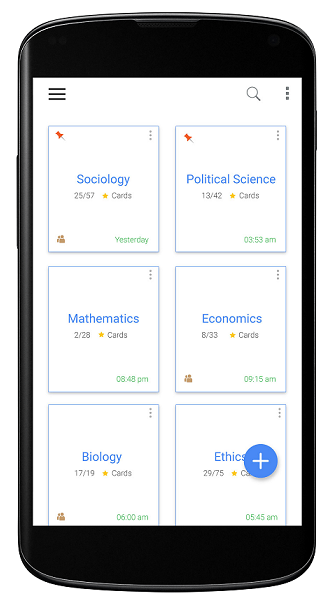 Sociology
25/57 Cards
Yesterday
Political Science
13/42 Cards
03:53 am
Mathematics
2/28 Cards
08:48 pm
Economics
8/33 Cards
09:15 am
Biology
17/19 Cards
06:00 am
Ethics
29/75
05:45 am